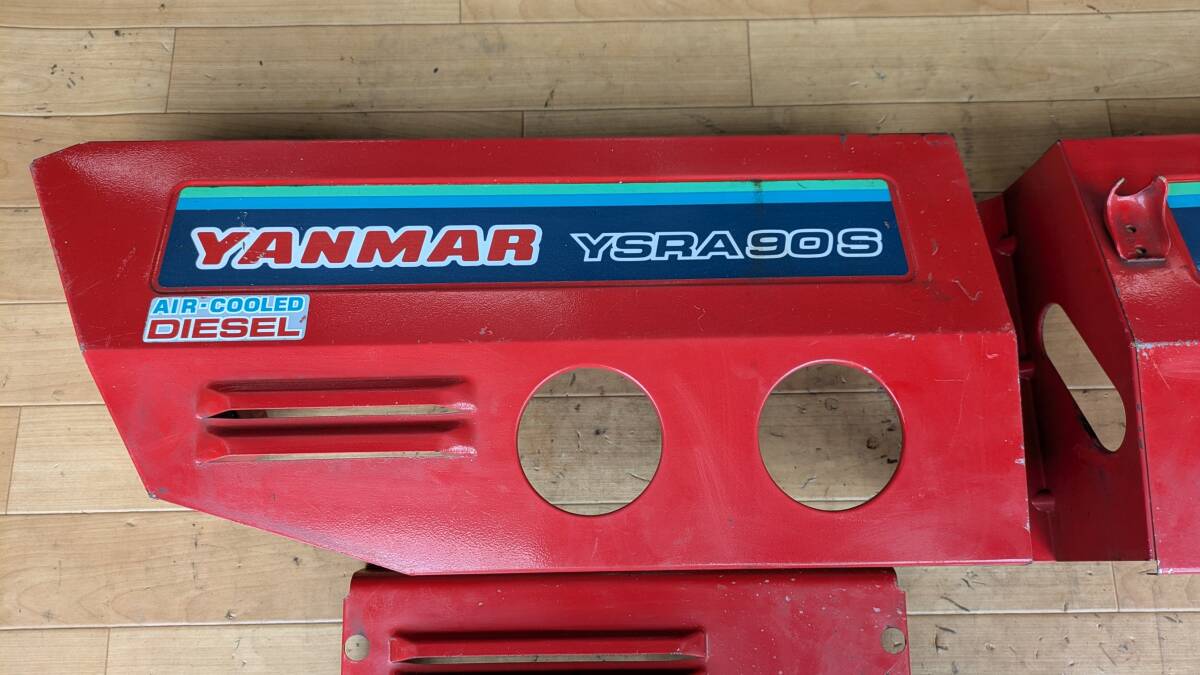 YANMAR YSRA90S
AIR-COOLED
DIESEL